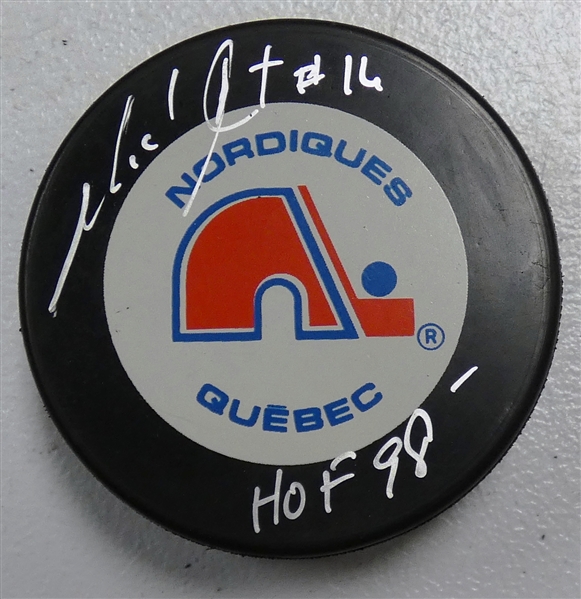 #16
NORDIQUES
®
QUÉBEC
HOF 98